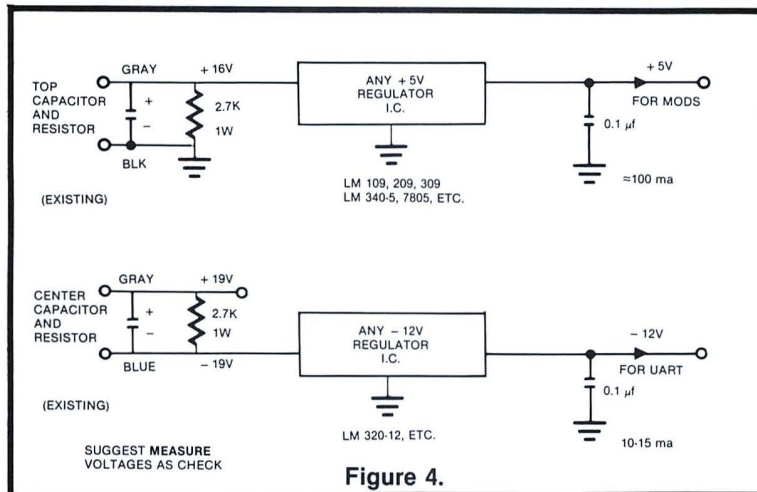 GRAY
+ 16V
TOP
CAPACITOR
AND
RESISTOR
+
−
2.7K
1W
BLK
(EXISTING)
ANY + 5V
REGULATOR
I.C.
LM 109, 209, 309
LM 340-5, 7805, ETC.
+ 5V
FOR MODS
0.1 µf
≈100 ma
GRAY
+ 19V
CENTER
CAPACITOR
AND
RESISTOR
+
−
2.7K
1W
BLUE
− 19V
(EXISTING)
ANY − 12V
REGULATOR
I.C.
LM 320-12, ETC.
− 12V
FOR UART
0.1 µf
10-15 ma
SUGGEST MEASURE
VOLTAGES AS CHECK
Figure 4.